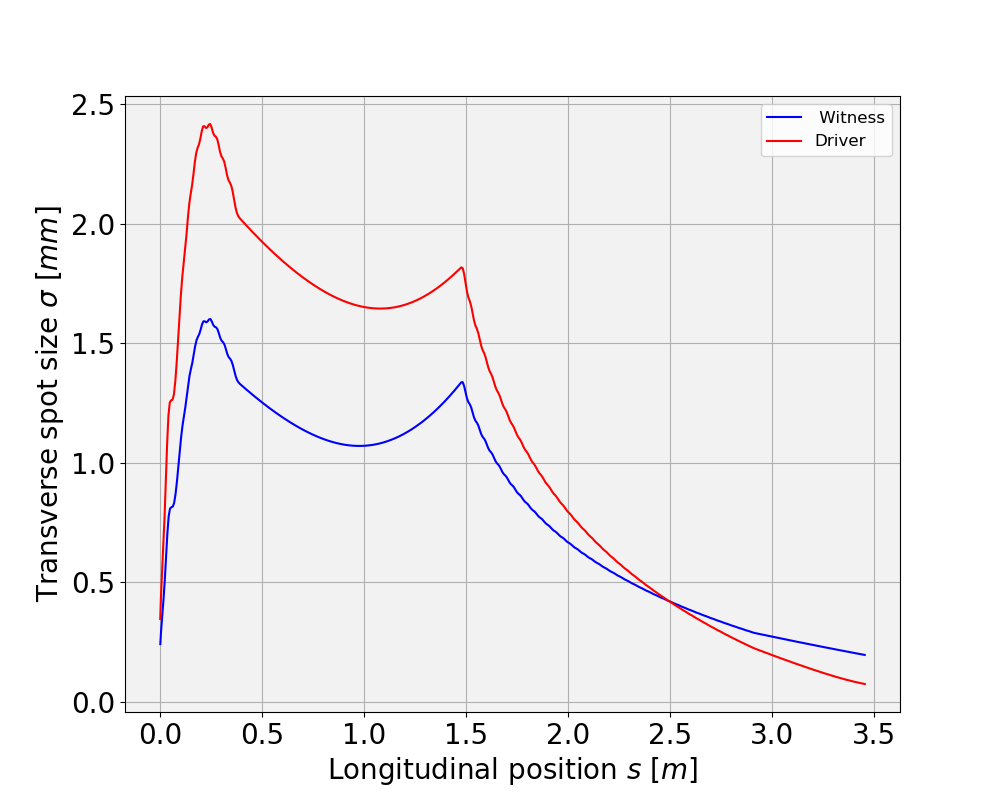 Witness
Driver
Transverse spot size σ [mm]
2.5
2.0
1.5
1.0
0.5
0.0
0.0 0.5 1.0 1.5 2.0 2.5 3.0 3.5
Longitudinal position s [m]